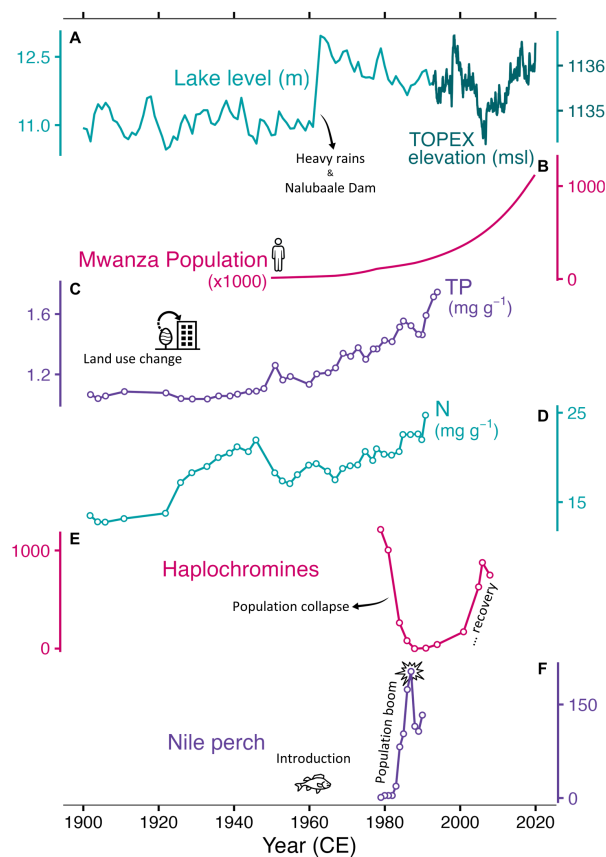 A
12.5
11.0
Lake level (m)
1136
1135
TOPEX
elevation (msl)
Heavy rains
&
Nalubaale Dam
B
1000
0
Mwanza Population
(x1000)
C
1.6
1.2
TP
(mg g⁻¹)
Land use change
D
25
15
N
(mg g⁻¹)
E
1000
0
Haplochromines
Population collapse
... recovery
F
150
0
Nile perch
Introduction
Population boom
1900 1920 1940 1960 1980 2000 2020
Year (CE)